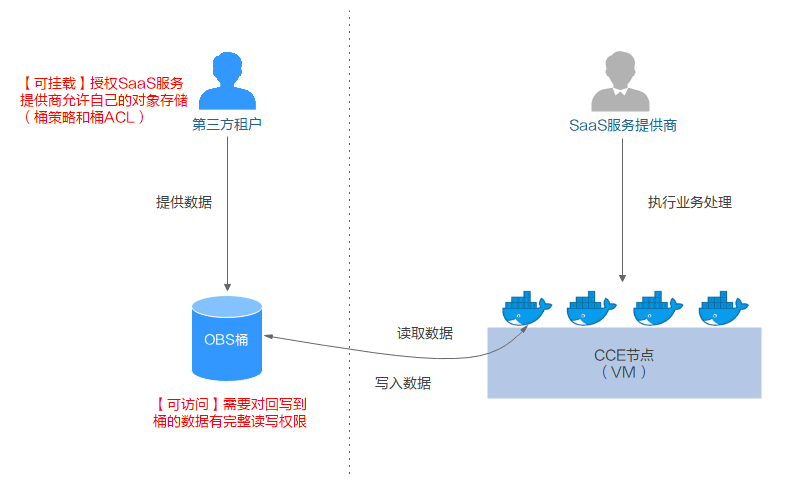 【可挂载】授权SaaS服务
提供商允许自己的对象存储
（桶策略和桶ACL）
第三方租户
SaaS服务提供商
提供数据
执行业务处理
OBS桶
读取数据
写入数据
CCE节点
（VM）
【可访问】需要对回写到
桶的数据有完整读写权限